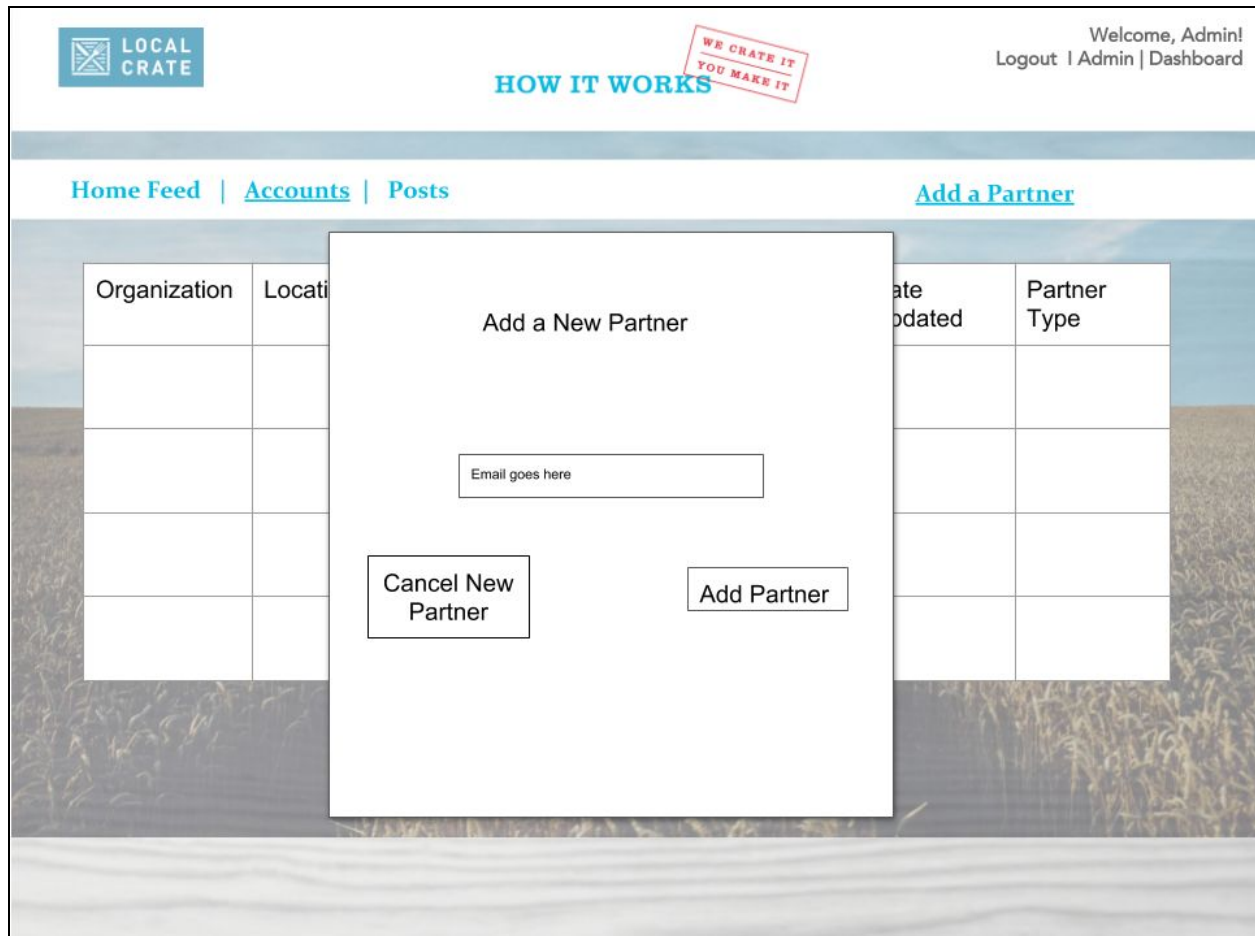 LOCAL
CRATE
WE CRATE IT
YOU MAKE IT
HOW IT WORKS
Welcome, Admin!
Logout I Admin | Dashboard
Home Feed | Accounts | Posts
Add a Partner
Organization
Locati
ate
pdated
Partner
Type
Add a New Partner
Email goes here
Cancel New
Partner
Add Partner